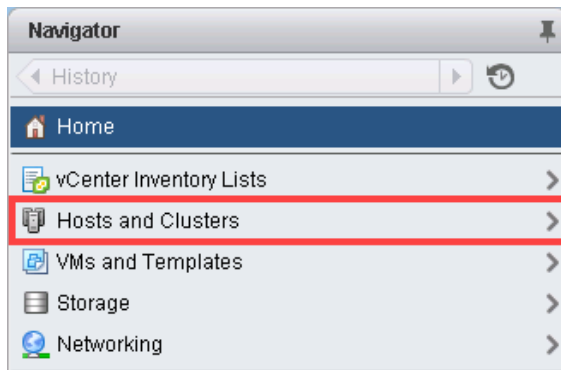 Navigator
History
Home
vCenter Inventory Lists
Hosts and Clusters
VMs and Templates
Storage
Networking